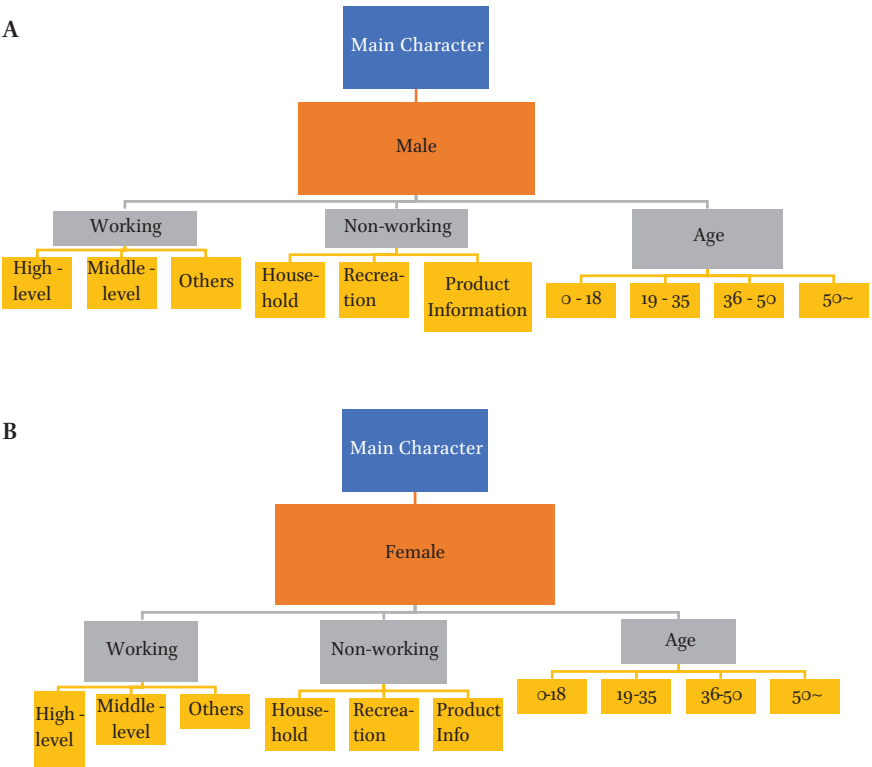 A
Main Character
Male
Working
Non-working
Age
High -
level
Middle -
level
Others
House-
hold
Recrea-
tion
Product
Information
0 - 18
19 - 35
36 - 50
50~
B
Main Character
Female
Working
Non-working
Age
High -
level
Middle -
level
Others
House-
hold
Recrea-
tion
Product
Info
0-18
19-35
36-50
50~